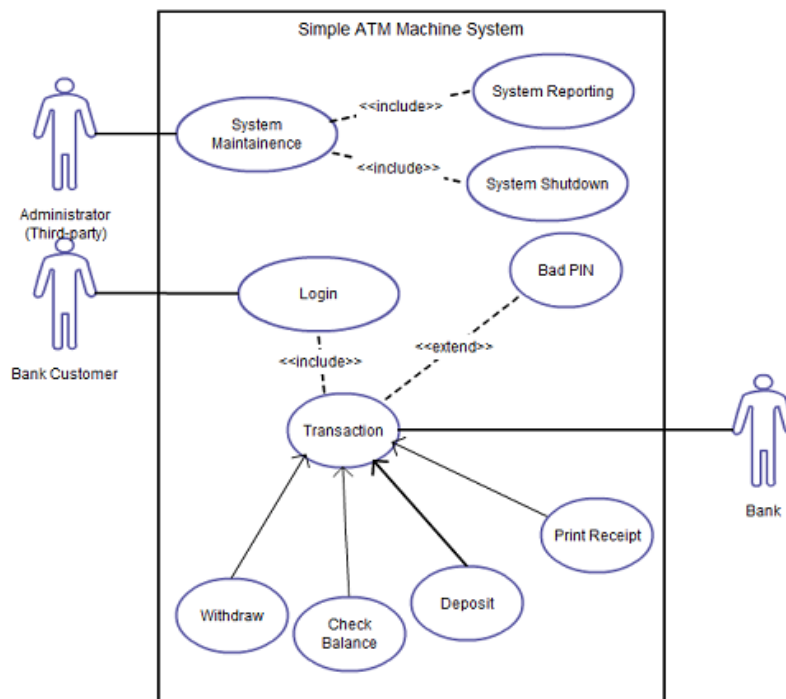 Simple ATM Machine System
System Reporting
<<include>>
System
Maintainence
<<include>>
System Shutdown
Administrator
(Third-party)
Bad PIN
Login
<<extend>>
<<include>>
Bank Customer
Transaction
Bank
Print Receipt
Withdraw
Check
Balance
Deposit